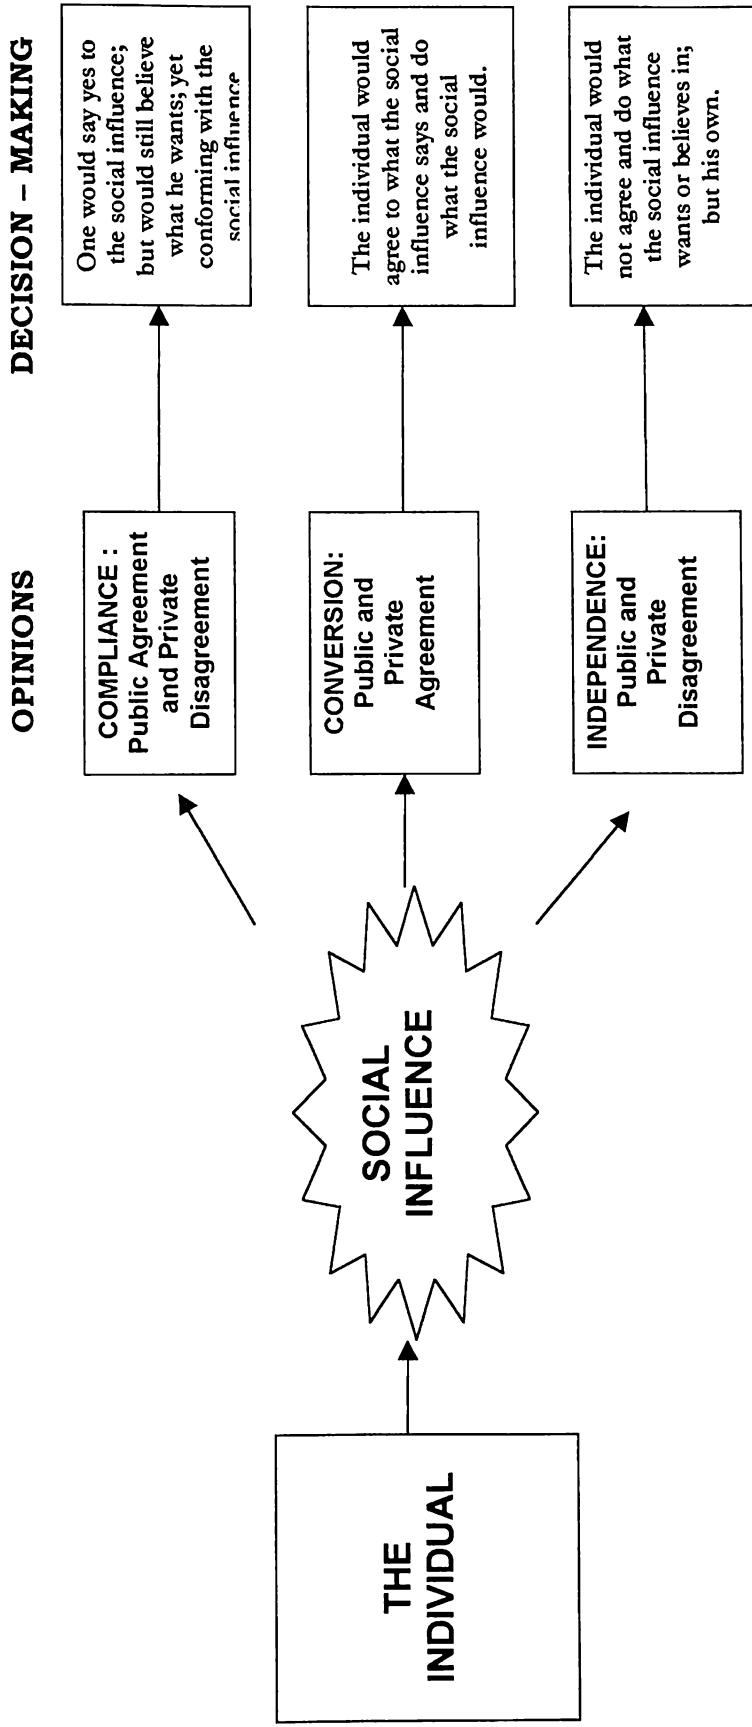 OPINIONS
DECISION – MAKING
THE
INDIVIDUAL
SOCIAL
INFLUENCE
COMPLIANCE :
Public Agreement
and Private
Disagreement
One would say yes to
the social influence;
but would still believe
what he wants; yet
conforming with the
social influence
CONVERSION:
Public and
Private
Agreement
The individual would
agree to what the social
influence says and do
what the social
influence would.
INDEPENDENCE:
Public and
Private
Disagreement
The individual would
not agree and do what
the social influence
wants or believes in;
but his own.